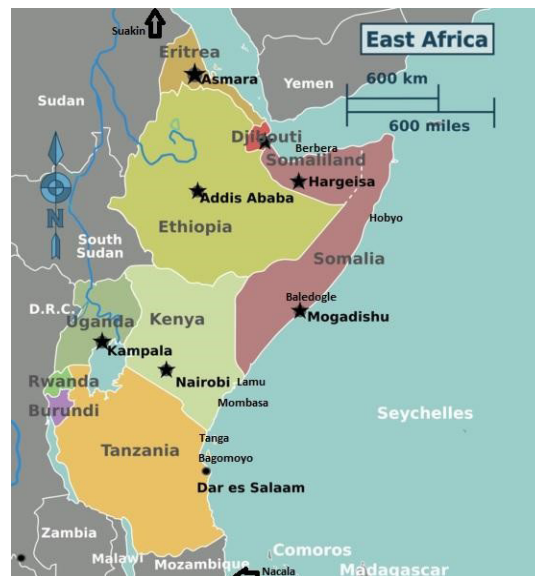 Suakin
Eritrea
East Africa
Asmara
Yemen
600 km
600 miles
Sudan
Djibouti
Berbera
Somaliland
Hargeisa
Addis Ababa
N
Ethiopia
Hobyo
South
Sudan
Somalia
D.R.C.
Baledogle
Uganda
Kenya
Mogadishu
Kampala
Rwanda
Nairobi
Lamu
Mombasa
Burundi
Seychelles
Tanga
Tanzania
Bagomoyo
Dar es Salaam
Zambia
Malawi
Mozambique
Comoros
Nacala
Madagascar